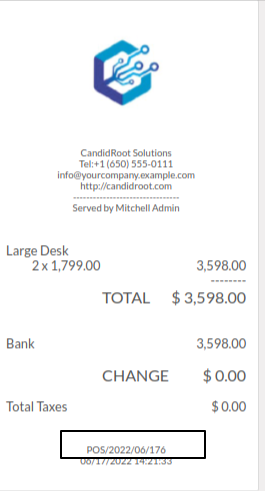 CandidRoot Solutions
Tel:+1 (650) 555-0111
info@yourcompany.example.com
http://candidroot.com
--------------------------------
Served by Mitchell Admin
Large Desk
2 x 1,799.00 3,598.00
--------
TOTAL $ 3,598.00
Bank 3,598.00
CHANGE $ 0.00
Total Taxes $ 0.00
POS/2022/06/176
06/17/2022 14:21:33